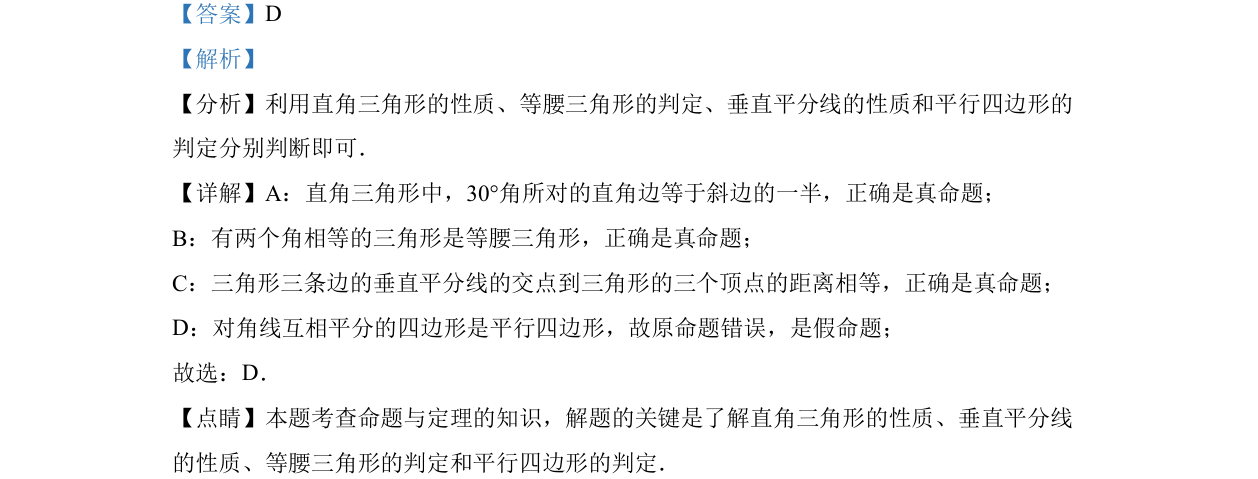 【答案】D
【解析】
【分析】利用直角三角形的性质、等腰三角形的判定、垂直平分线的性质和平行四边形的
判定分别判断即可．
【详解】A：直角三角形中，30°角所对的直角边等于斜边的一半，正确是真命题；
B：有两个角相等的三角形是等腰三角形，正确是真命题；
C：三角形三条边的垂直平分线的交点到三角形的三个顶点的距离相等，正确是真命题；
D：对角线互相平分的四边形是平行四边形，故原命题错误，是假命题；
故选：D．
【点睛】本题考查命题与定理的知识，解题的关键是了解直角三角形的性质、垂直平分线
的性质、等腰三角形的判定和平行四边形的判定．